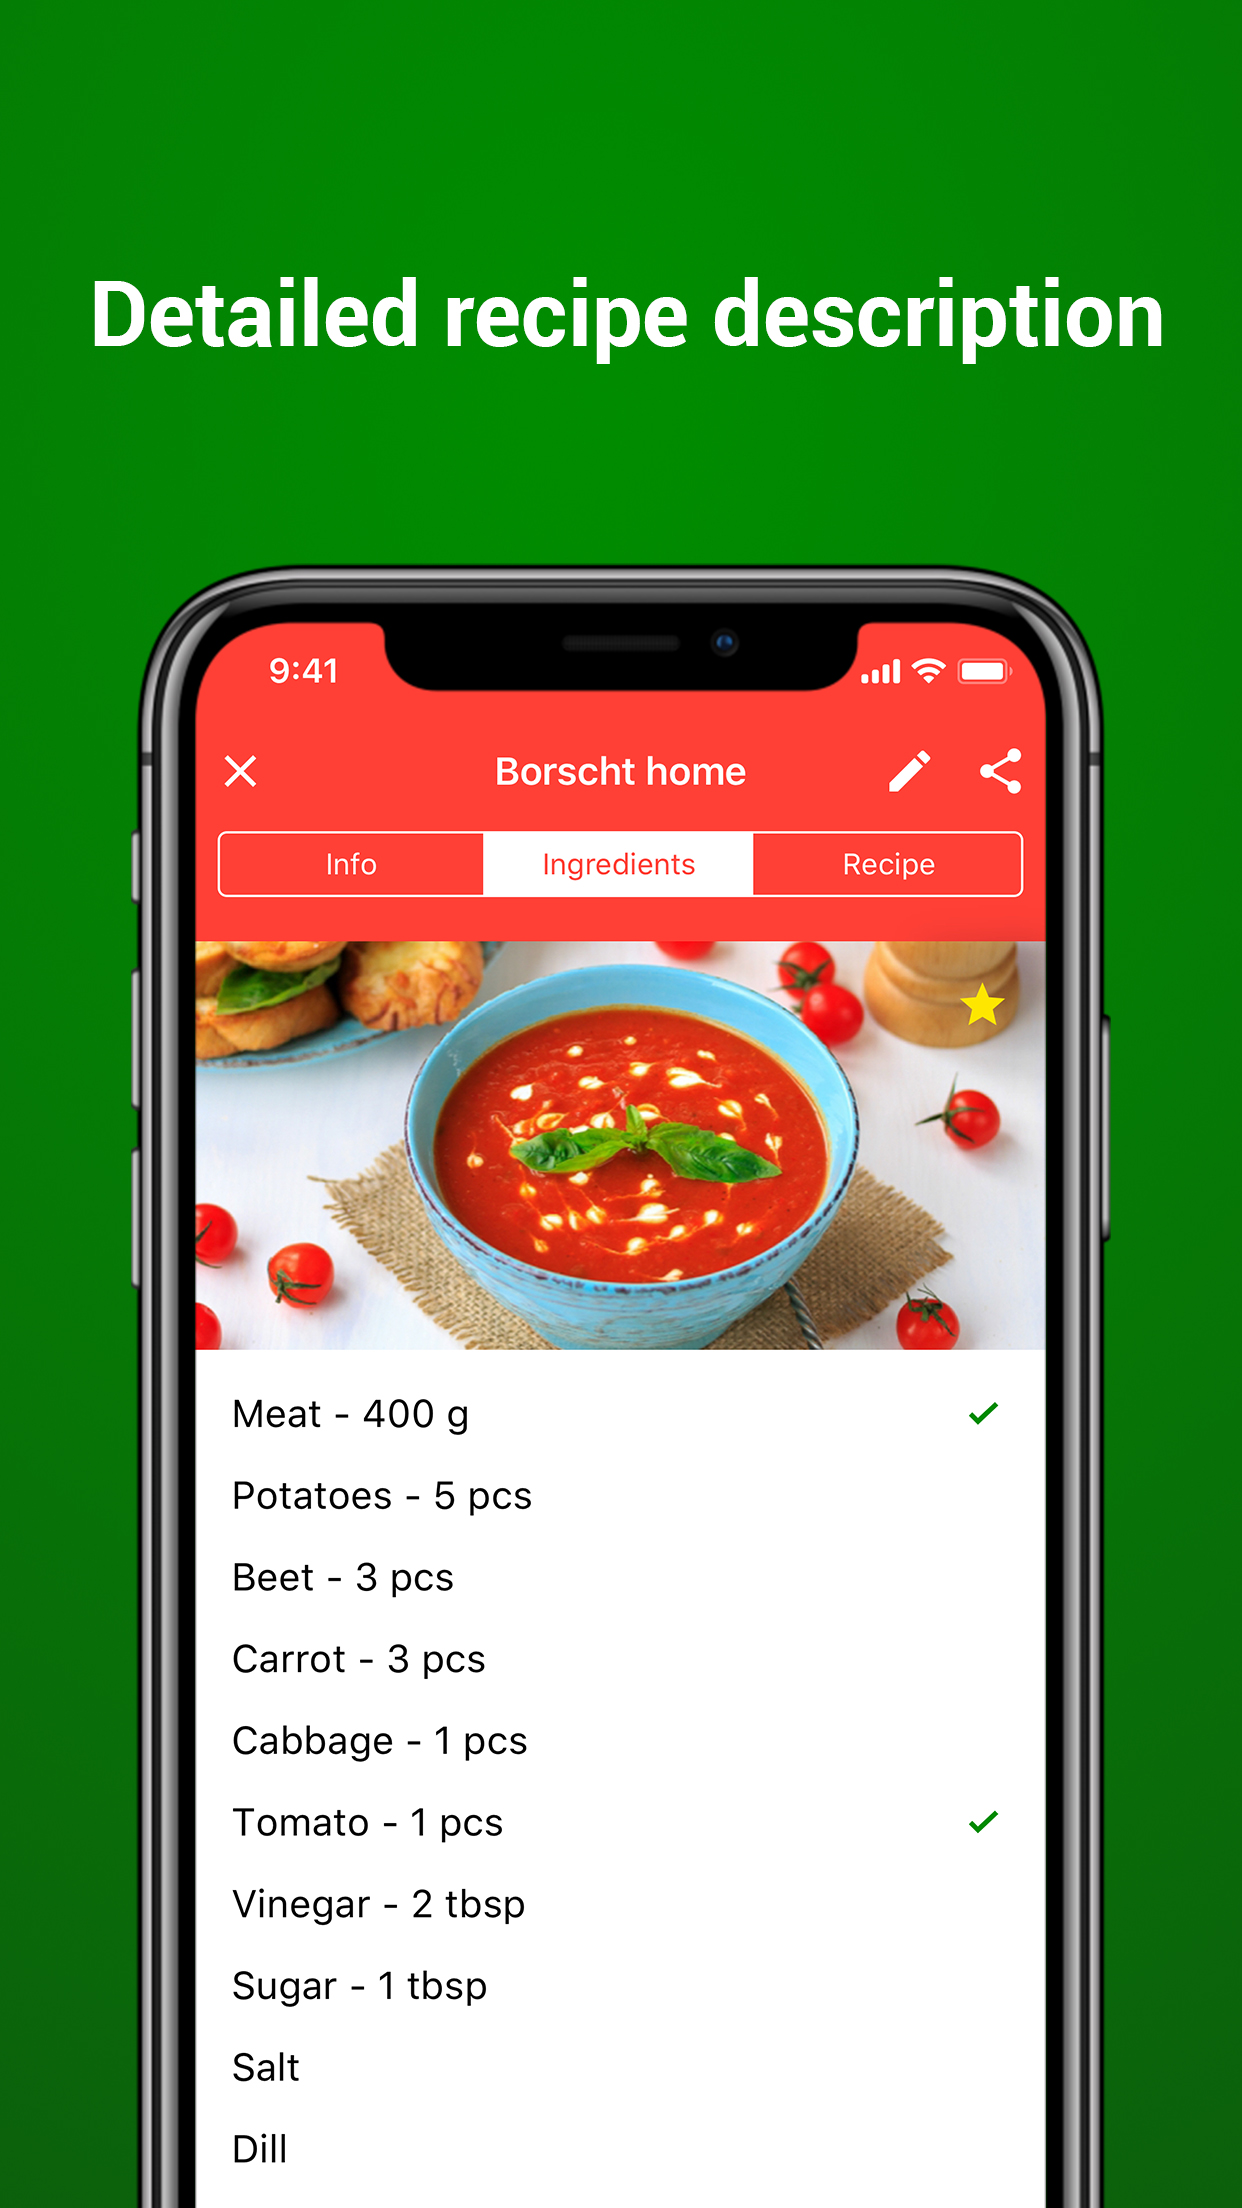 Detailed recipe description
9:41
Borscht home
Info Ingredients Recipe
Meat - 400 g
Potatoes - 5 pcs
Beet - 3 pcs
Carrot - 3 pcs
Cabbage - 1 pcs
Tomato - 1 pcs
Vinegar - 2 tbsp
Sugar - 1 tbsp
Salt
Dill